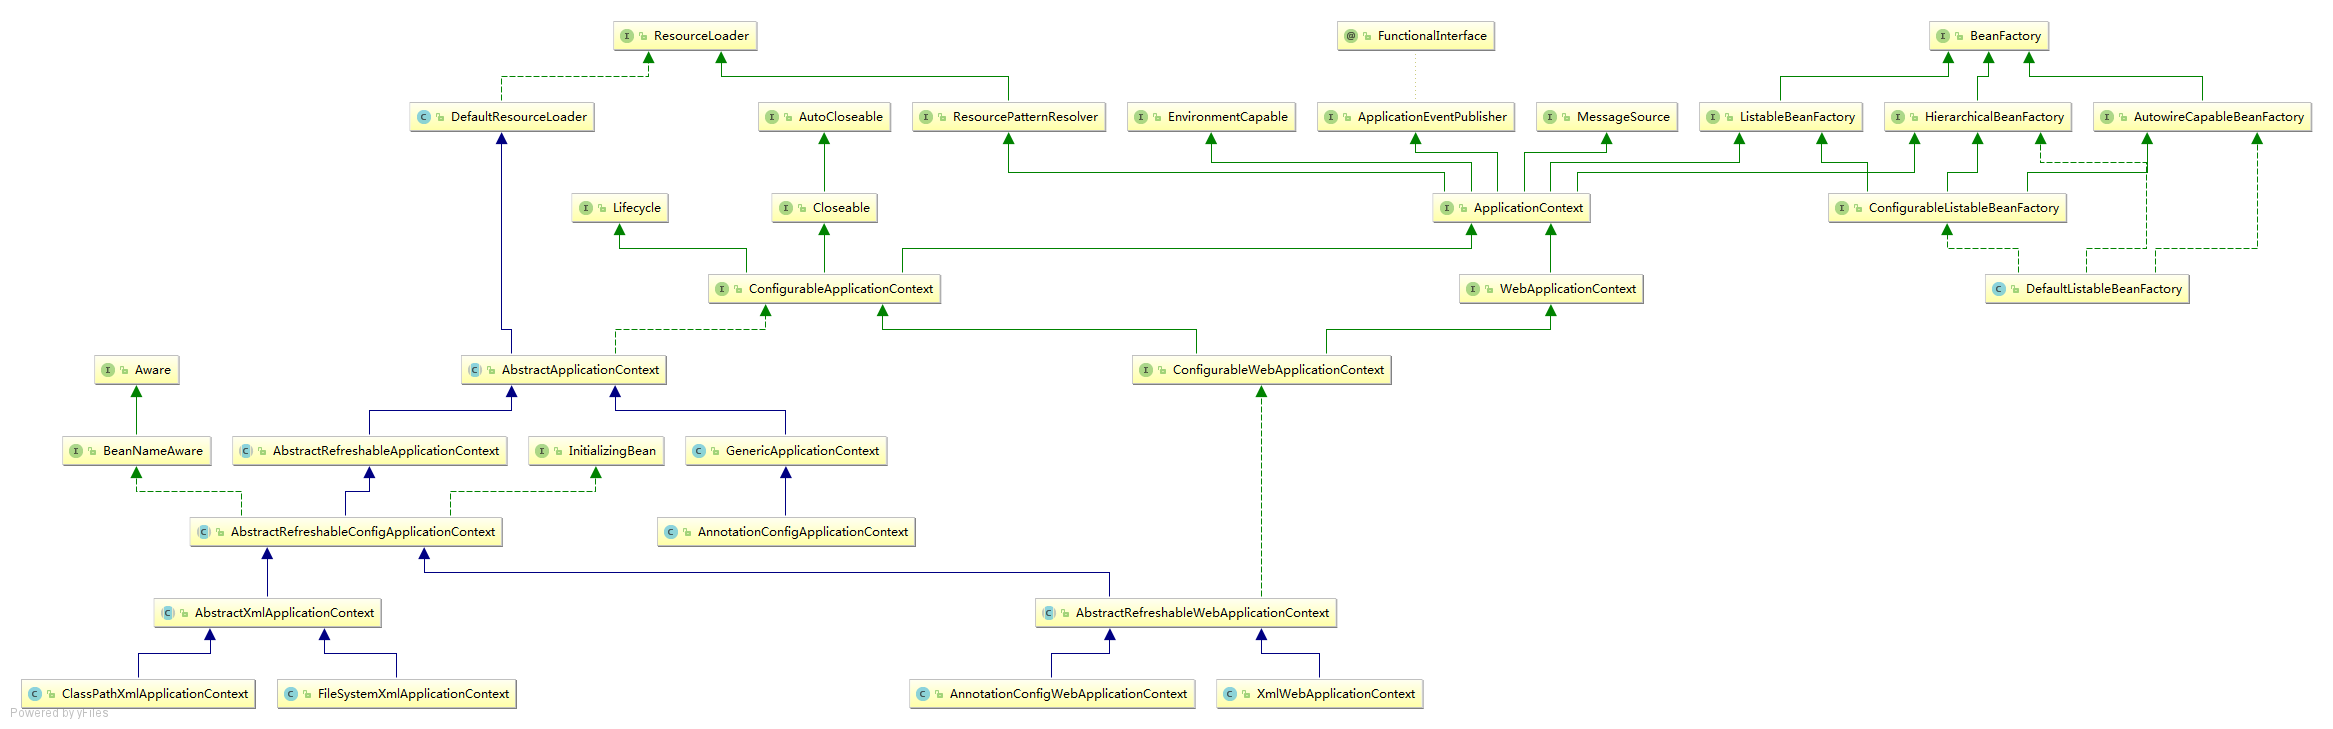 ResourceLoader
FunctionalInterface
BeanFactory
DefaultResourceLoader
AutoCloseable
ResourcePatternResolver
EnvironmentCapable
ApplicationEventPublisher
MessageSource
ListableBeanFactory
HierarchicalBeanFactory
AutowireCapableBeanFactory
Lifecycle
Closeable
ApplicationContext
ConfigurableListableBeanFactory
ConfigurableApplicationContext
WebApplicationContext
DefaultListableBeanFactory
Aware
AbstractApplicationContext
ConfigurableWebApplicationContext
BeanNameAware
AbstractRefreshableApplicationContext
InitializingBean
GenericApplicationContext
AbstractRefreshableConfigApplicationContext
AnnotationConfigApplicationContext
AbstractXmlApplicationContext
AbstractRefreshableWebApplicationContext
ClassPathXmlApplicationContext
FileSystemXmlApplicationContext
AnnotationConfigWebApplicationContext
XmlWebApplicationContext
Powered by yFiles